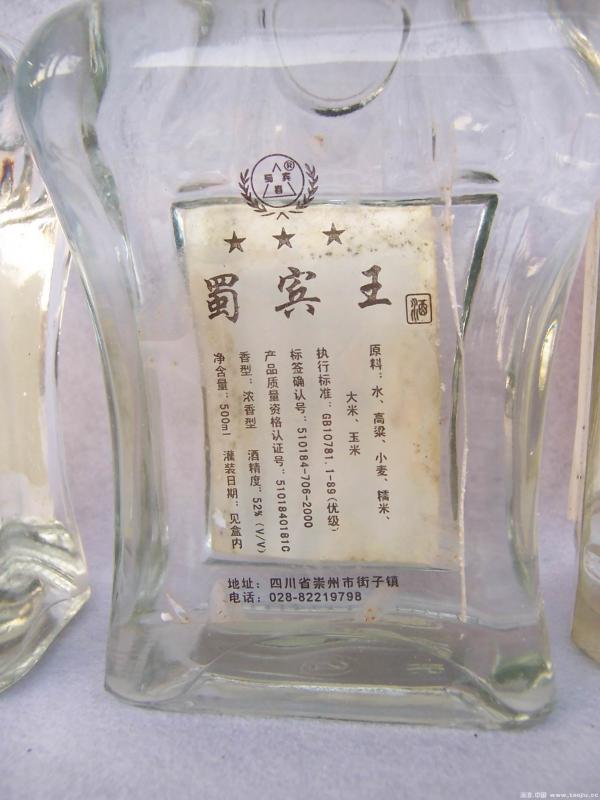 蜀宾
春
®
蜀宾王
酒
原料：水、高粱、小麦、糯米、
大米、玉米
执行标准：GB10781.1-89(优级)
标签确认号：510184-706-2000
产品质量资格认证号：5101840181C
香型：浓香型 酒精度：52%(V/V)
净含量：500ml 灌装日期：见盒内
地址：四川省崇州市街子镇
电话：028-82219798